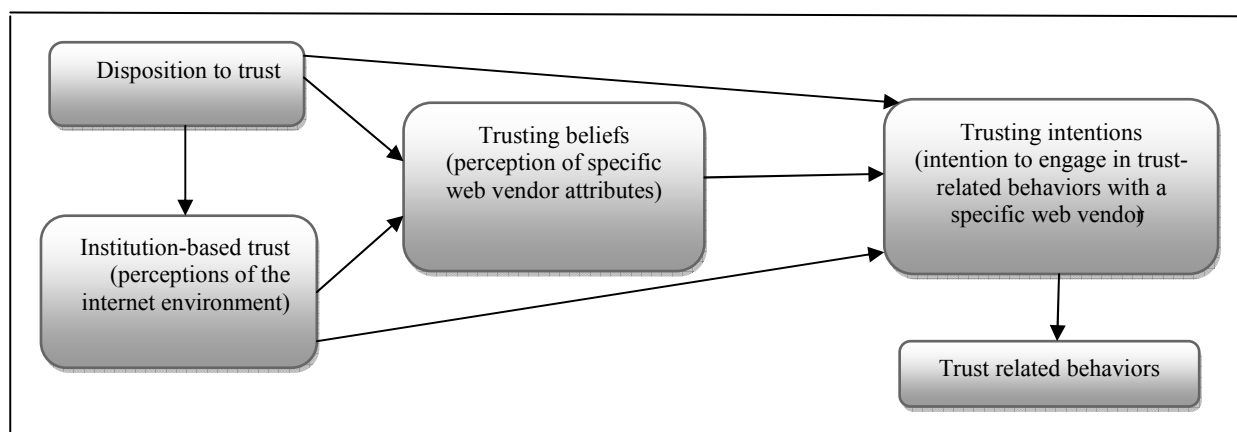 Disposition to trust
Trusting beliefs
(perception of specific
web vendor attributes)
Trusting intentions
(intention to engage in trust-
related behaviors with a
specific web vendor)
Institution-based trust
(perceptions of the
internet environment)
Trust related behaviors